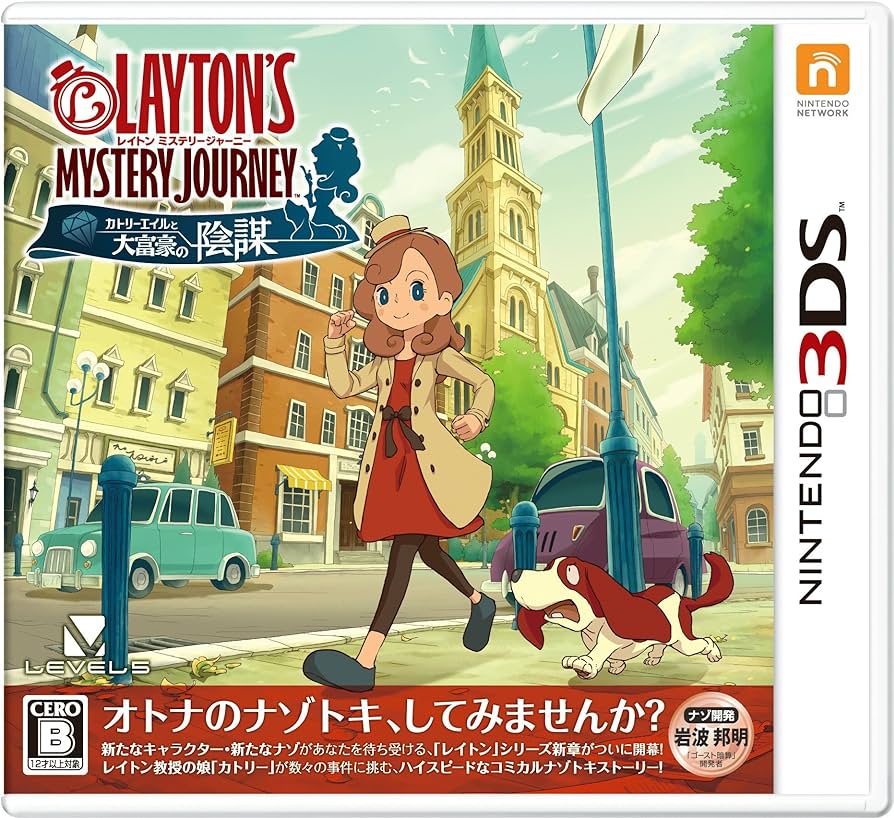 LAYTON'S
レイトン ミステリージャーニー
MYSTERY JOURNEY™
カトリーエイルと
大富豪の陰謀
NINTENDO
NETWORK
NINTENDO 3DS™
LEVEL5
CERO
B
12才以上対象
オトナのナゾトキ、してみませんか?
新たなキャラクター・新たなナゾがあなたを待ち受ける、「レイトン」シリーズ新章がついに開幕!
レイトン教授の娘「カトリー」が数々の事件に挑む、ハイスピードなコミカルナゾトキストーリー!
ナゾ開発
岩波 邦明
「ゴースト暗算」
開発者